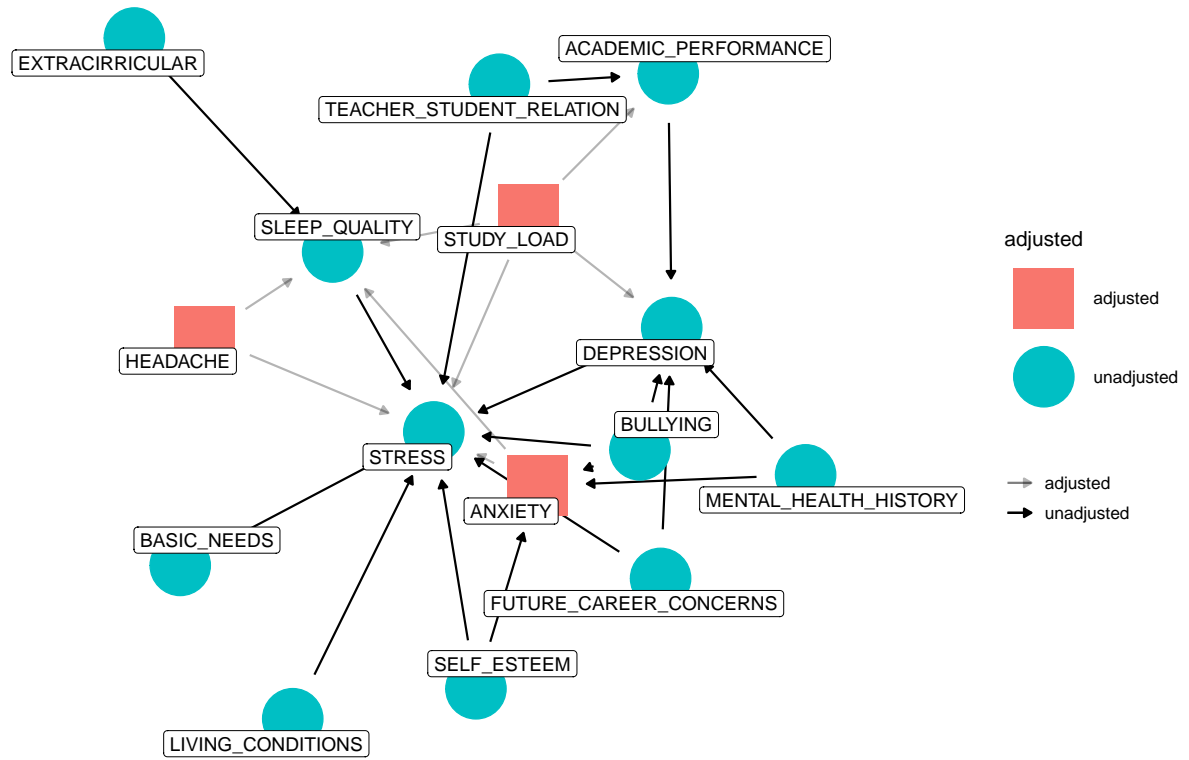 EXTRACIRRICULAR
ACADEMIC_PERFORMANCE
TEACHER_STUDENT_RELATION
SLEEP_QUALITY
STUDY_LOAD
HEADACHE
DEPRESSION
BULLYING
STRESS
MENTAL_HEALTH_HISTORY
ANXIETY
BASIC_NEEDS
FUTURE_CAREER_CONCERNS
SELF_ESTEEM
LIVING_CONDITIONS
adjusted
adjusted
unadjusted
adjusted
unadjusted